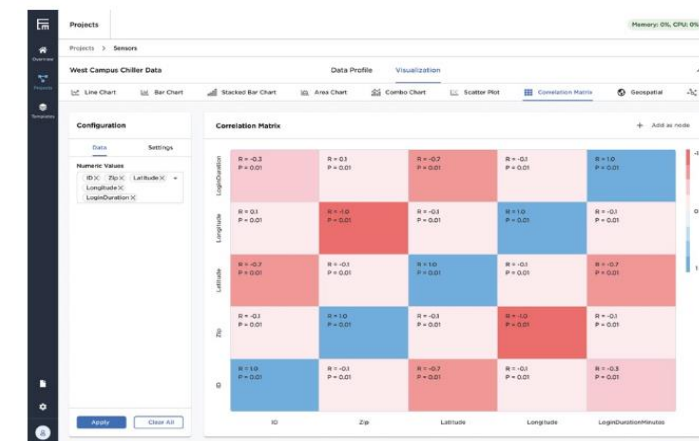 Em
Projects
Memory: 0%, CPU: 0%
Overview
Projects > Sensors
West Campus Chiller Data
Data Profile
Visualization
Projects
Line Chart
Bar Chart
Stacked Bar Chart
Area Chart
Combo Chart
Scatter Plot
Correlation Matrix
Geospatial
Templates
Configuration
Correlation Matrix
+ Add as node
Data
Settings
Numeric Values
ID X Zip X Latitude X
Longitude X
LoginDuration X
LoginDuration
R = -0.3
P = 0.01
R = 0.1
P = 0.01
R = -0.7
P = 0.01
R = -0.1
P = 0.01
R = 1.0
P = 0.01
Longitude
R = 0.1
P = 0.01
R = -1.0
P = 0.01
R = -0.1
P = 0.01
R = 1.0
P = 0.01
R = -0.1
P = 0.01
0
Latitude
R = -0.7
P = 0.01
R = -0.1
P = 0.01
R = 1.0
P = 0.01
R = -0.1
P = 0.01
R = -0.7
P = 0.01
1
Zip
R = -0.1
P = 0.01
R = 1.0
P = 0.01
R = -0.1
P = 0.01
R = -1.0
P = 0.01
R = -0.1
P = 0.01
ID
R = 1.0
P = 0.01
R = -0.1
P = 0.01
R = -0.7
P = 0.01
R = -0.1
P = 0.01
R = -0.3
P = 0.01
Apply
Clear All
ID
Zip
Latitude
Longitude
LoginDurationMinutes